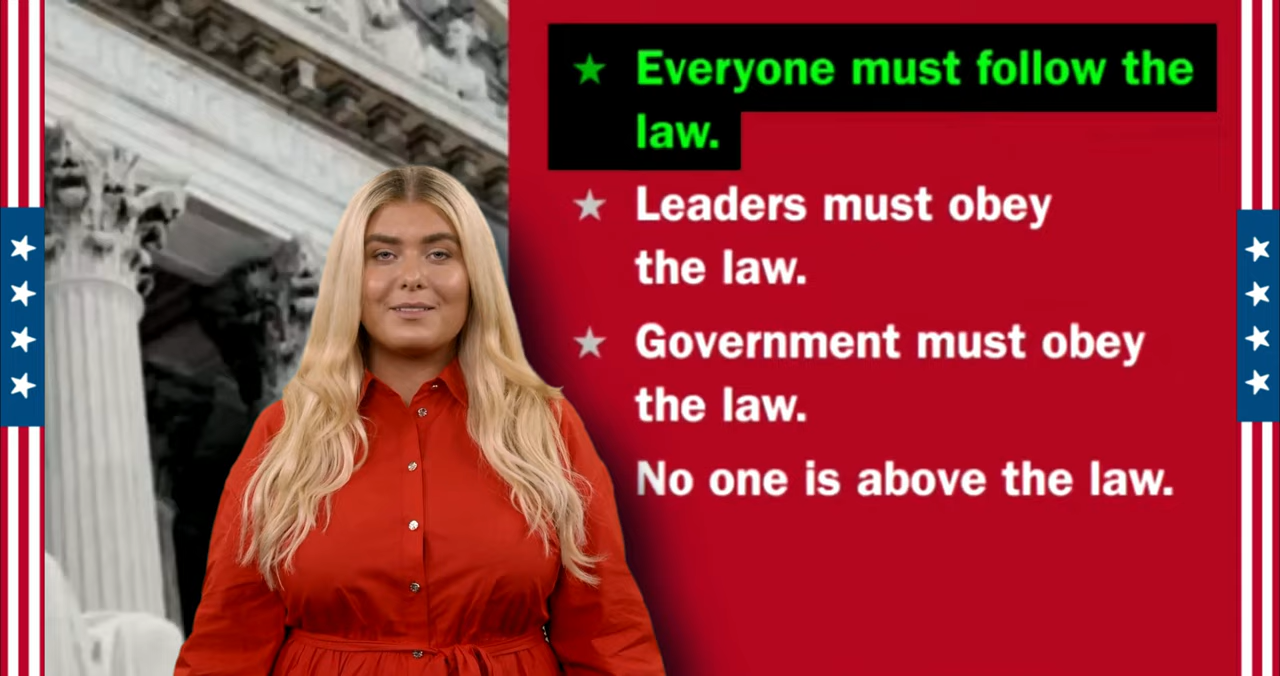 Everyone must follow the
law.
Leaders must obey
the law.
Government must obey
the law.
No one is above the law.